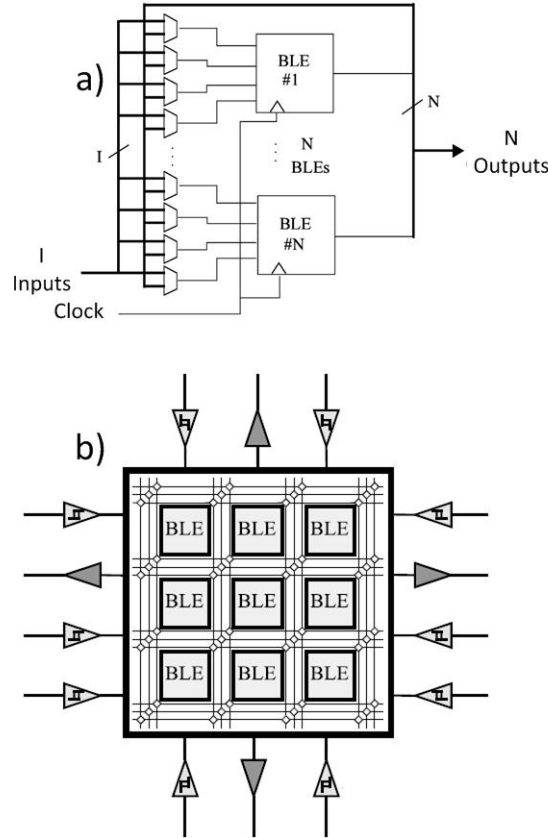 a)
BLE
#1
I
N
N
BLEs
N
Outputs
BLE
#N
I
Inputs
Clock
b)
BLE BLE BLE
BLE BLE BLE
BLE BLE BLE